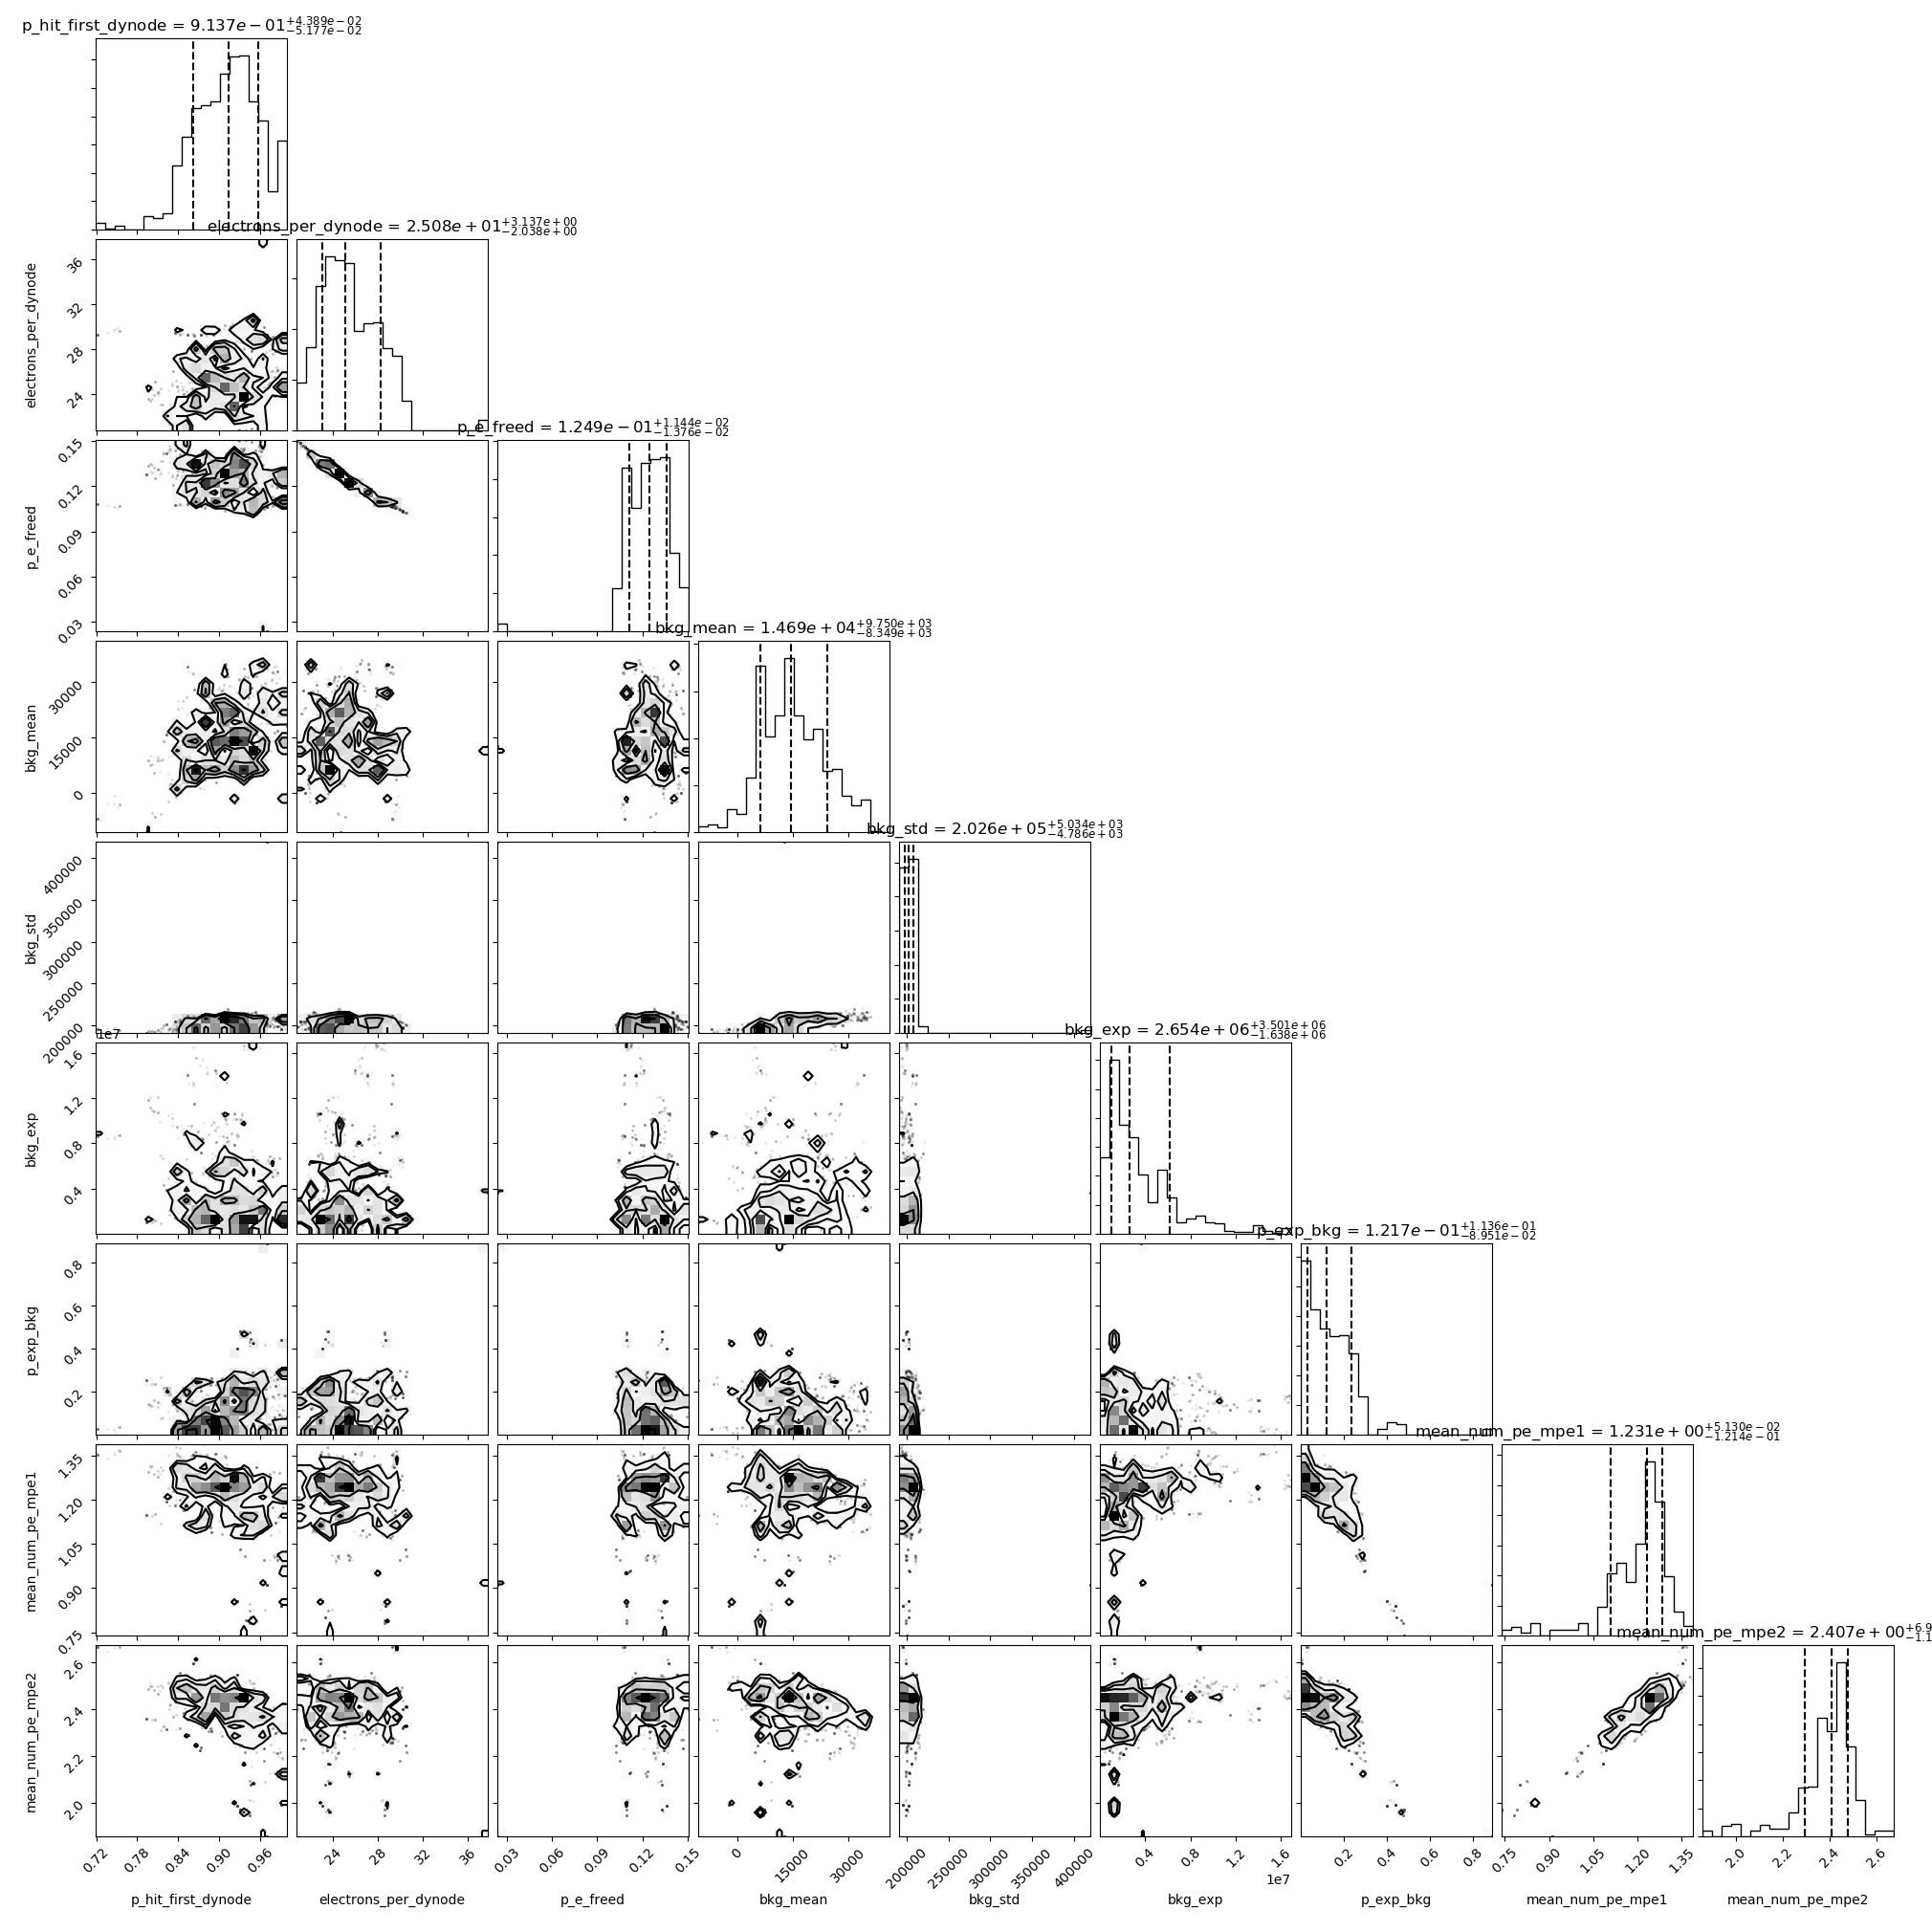 p_hit_first_dynode = 9.137e−01 +4.389e−02 −5.177e−02
electrons_per_dynode = 2.508e+01 +3.137e+00 −2.038e+00
36
32
28
24
electrons_per_dynode
p_e_freed = 1.249e−01 +1.144e−02 −1.376e−02
0.15
0.12
0.09
0.06
0.03
p_e_freed
bkg_mean = 1.469e+04 +9.750e+03 −8.349e+03
30000
15000
0
bkg_mean
bkg_std = 2.026e+05 +5.034e+03 −4.786e+03
400000
350000
300000
250000
200000
bkg_std
bkg_exp = 2.654e+06 +3.501e+06 −1.638e+06
1e7
1.6
1.2
0.8
0.4
bkg_exp
p_exp_bkg = 1.217e−01 +1.136e−01 −8.951e−02
0.8
0.6
0.4
0.2
p_exp_bkg
mean_num_pe_mpe1 = 1.231e+00 +5.130e−02 −1.214e−01
1.35
1.20
1.05
0.90
0.75
mean_num_pe_mpe1
mean_num_pe_mpe2 = 2.407e+00 +6.9 −1.1
2.6
2.4
2.2
2.0
mean_num_pe_mpe2
0.72 0.78 0.84 0.90 0.96
24 28 32 36
0.03 0.06 0.09 0.12 0.15
0 15000 30000
200000 250000 300000 350000 400000
0.4 0.8 1.2 1.6
1e7
0.2 0.4 0.6 0.8
0.75 0.90 1.05 1.20 1.35
2.0 2.2 2.4 2.6
p_hit_first_dynode electrons_per_dynode p_e_freed bkg_mean bkg_std bkg_exp p_exp_bkg mean_num_pe_mpe1 mean_num_pe_mpe2